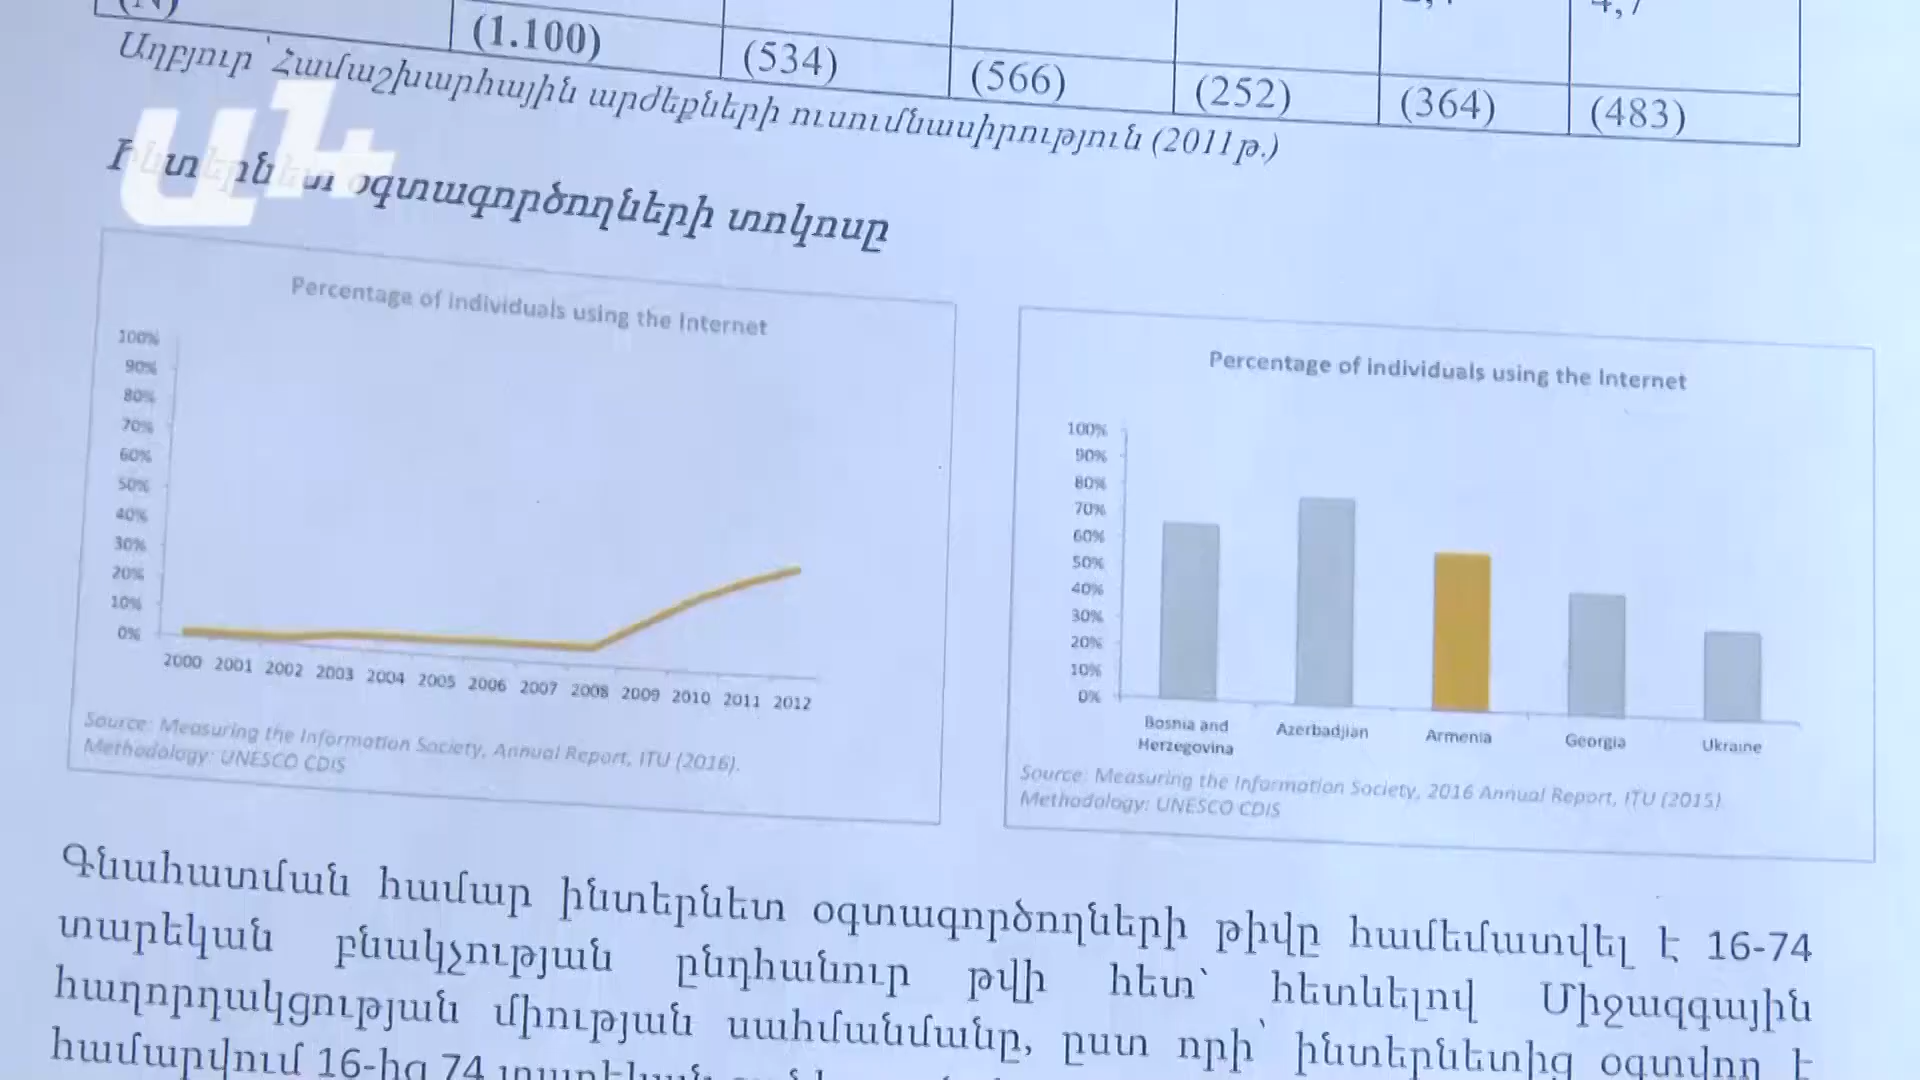 (1.100) (534) (566) (252) (364) (483)
Աղբյուր՝ Համաշխարհային արժեքների ուսումնասիրություն (2011թ.)
Ինտերնետ օգտագործողների տոկոսը
ԱԿ
Percentage of individuals using the Internet
100%
90%
80%
70%
60%
50%
40%
30%
20%
10%
0%
2000 2001 2002 2003 2004 2005 2006 2007 2008 2009 2010 2011 2012
Source: Measuring the Information Society, Annual Report, ITU (2016).
Methodology: UNESCO CDIS
Percentage of individuals using the Internet
100%
90%
80%
70%
60%
50%
40%
30%
20%
10%
0%
Bosnia and
Herzegovina
Azerbadjian
Armenia
Georgia
Ukraine
Source: Measuring the Information Society, 2016 Annual Report, ITU (2015)
Methodology: UNESCO CDIS
Գնահատման համար ինտերնետ օգտագործողների թիվը համեմատվել է 16-74
տարեկան բնակչության ընդհանուր թվի հետ՝ հետևելով Միջազգային
հաղորդակցության միության սահմանմանը, ըստ որի՝ ինտերնետից օգտվող է
համարվում 16-ից 74